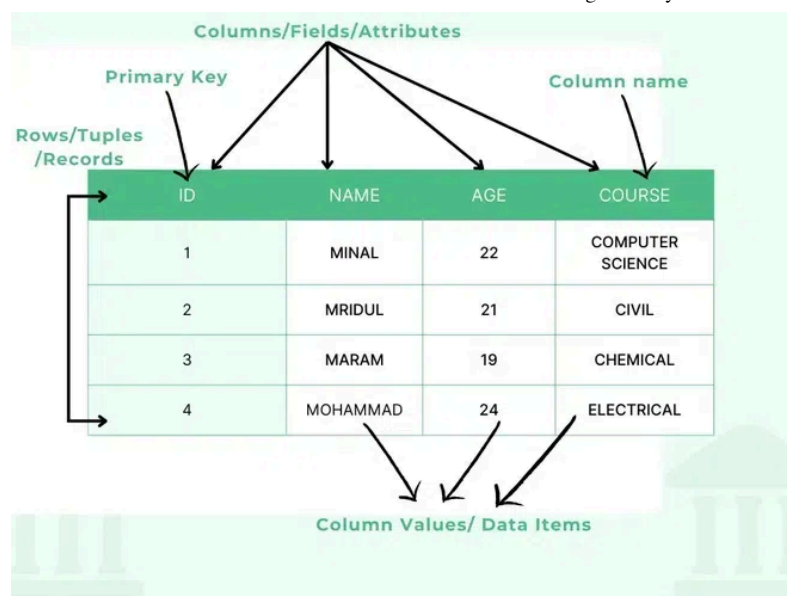 Columns/Fields/Attributes
Primary Key
Column name
Rows/Tuples
/Records
ID NAME AGE COURSE
1 MINAL 22 COMPUTER
SCIENCE
2 MRIDUL 21 CIVIL
3 MARAM 19 CHEMICAL
4 MOHAMMAD 24 ELECTRICAL
Column Values/ Data Items